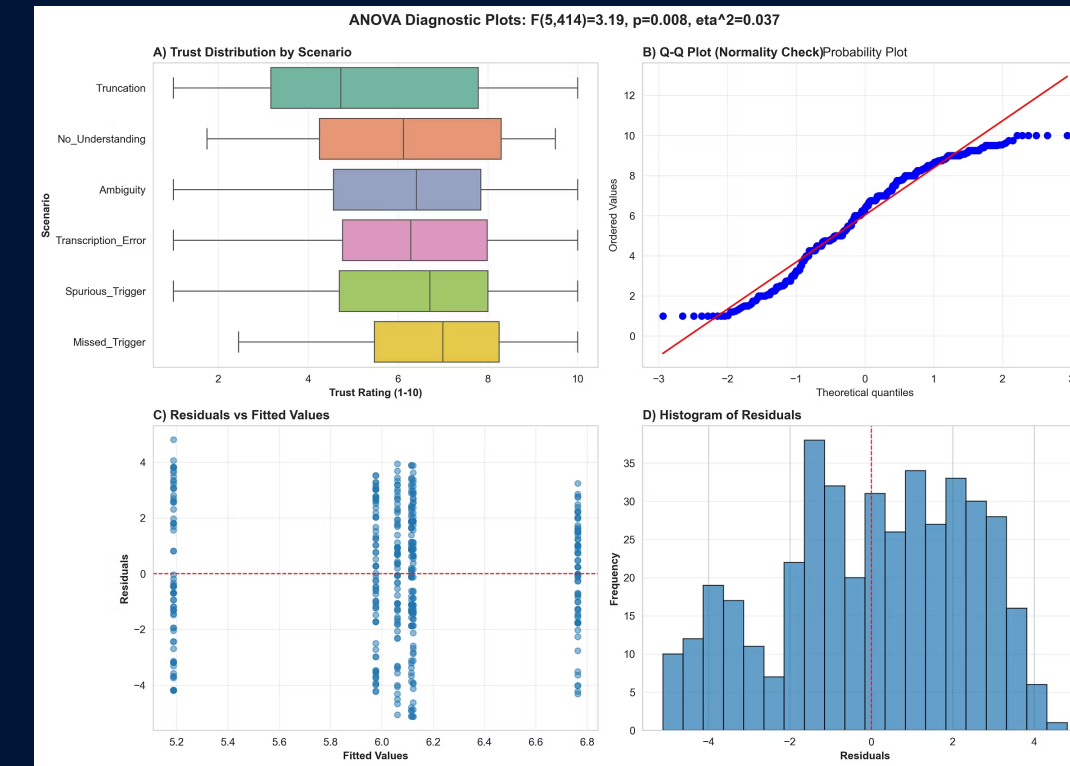 ANOVA Diagnostic Plots: F(5,414)=3.19, p=0.008, eta^2=0.037
A) Trust Distribution by Scenario
Truncation
No_Understanding
Ambiguity
Transcription_Error
Spurious_Trigger
Missed_Trigger
Scenario
2 4 6 8 10
Trust Rating (1-10)
B) Q-Q Plot (Normality Check)Probability Plot
12
10
8
6
4
2
0
Ordered Values
−3 −2 −1 0 1 2
Theoretical quantiles
C) Residuals vs Fitted Values
4
2
0
−2
−4
Residuals
5.2 5.4 5.6 5.8 6.0 6.2 6.4 6.6 6.8
Fitted Values
D) Histogram of Residuals
35
30
25
20
15
10
5
0
Frequency
−4 −2 0 2 4
Residuals